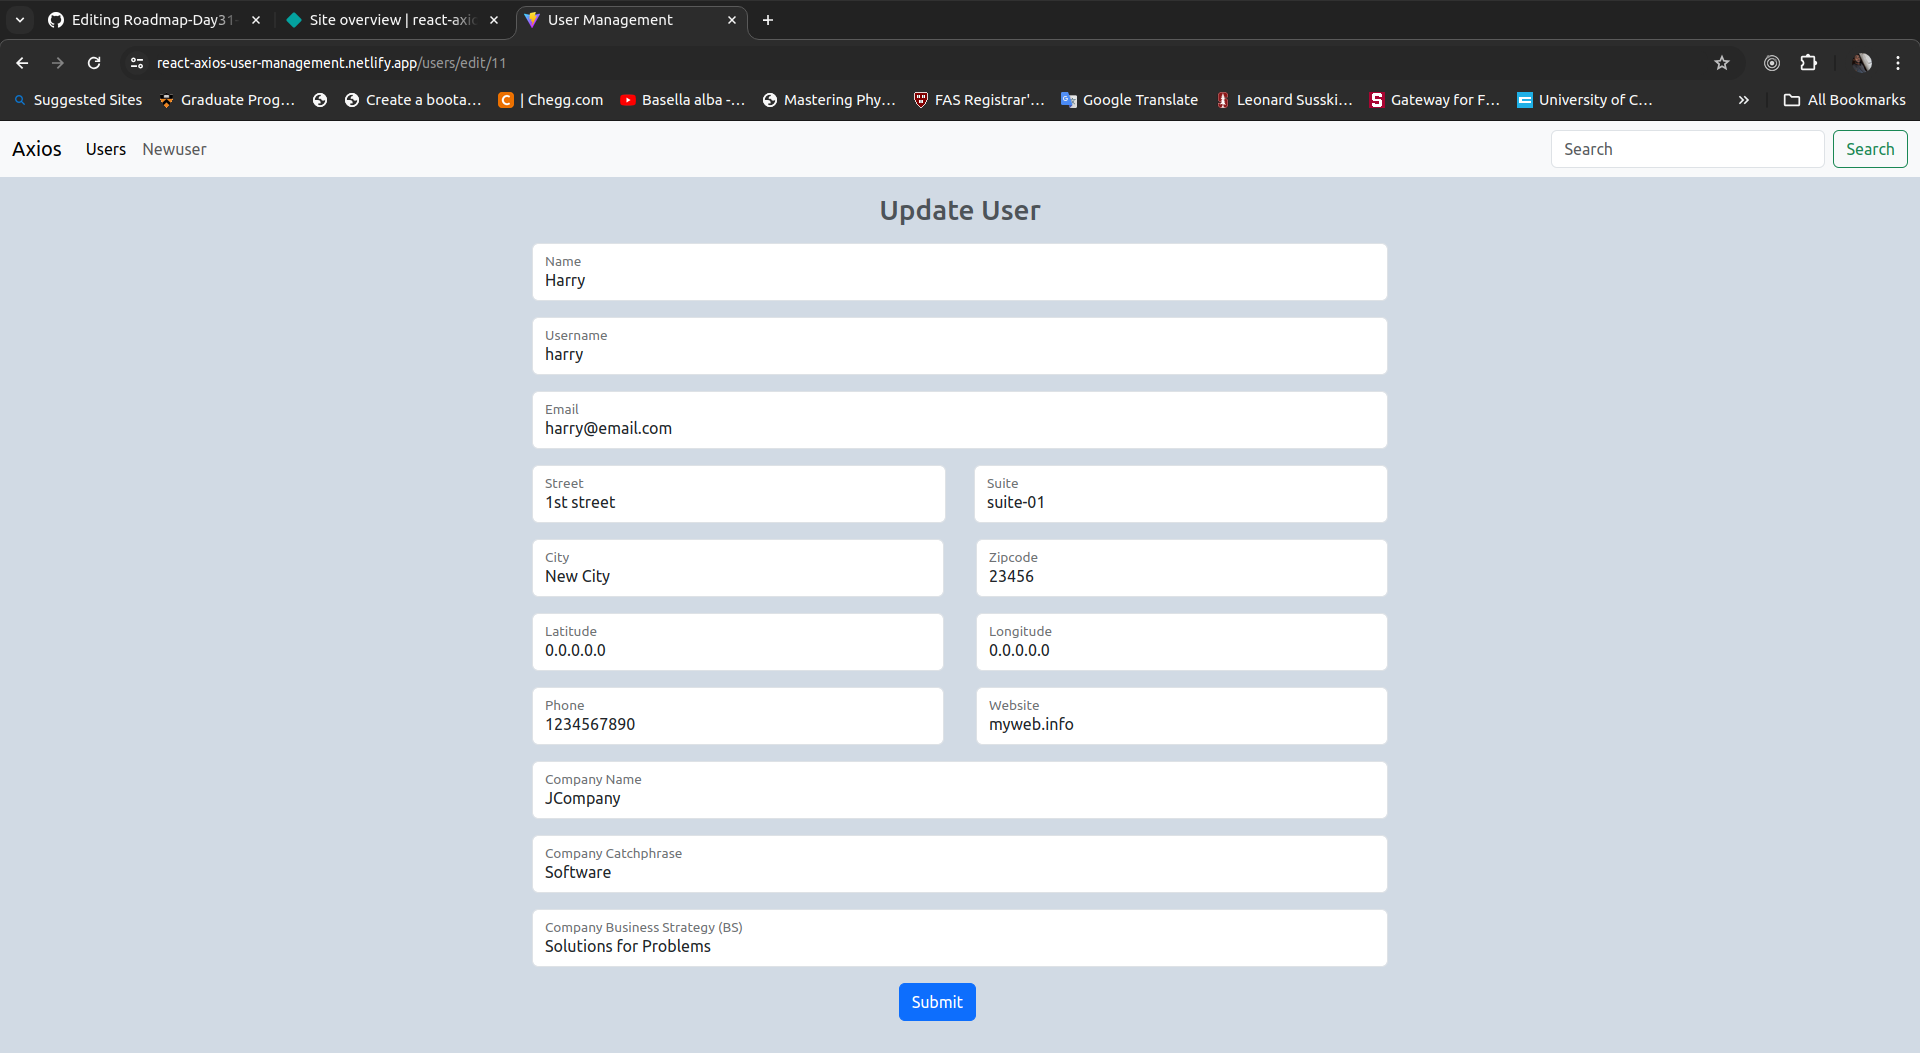 Editing Roadmap-Day31
Site overview | react-axio
User Management
react-axios-user-management.netlify.app/users/edit/11
Suggested Sites
Graduate Prog...
Create a boota...
| Chegg.com
Basella alba -...
Mastering Phy...
FAS Registrar'...
Google Translate
Leonard Susski...
Gateway for F...
University of C...
All Bookmarks
Axios
Users
Newuser
Search
Search
Update User
Name
Harry
Username
harry
Email
harry@email.com
Street
1st street
Suite
suite-01
City
New City
Zipcode
23456
Latitude
0.0.0.0.0
Longitude
0.0.0.0.0
Phone
1234567890
Website
myweb.info
Company Name
JCompany
Company Catchphrase
Software
Company Business Strategy (BS)
Solutions for Problems
Submit